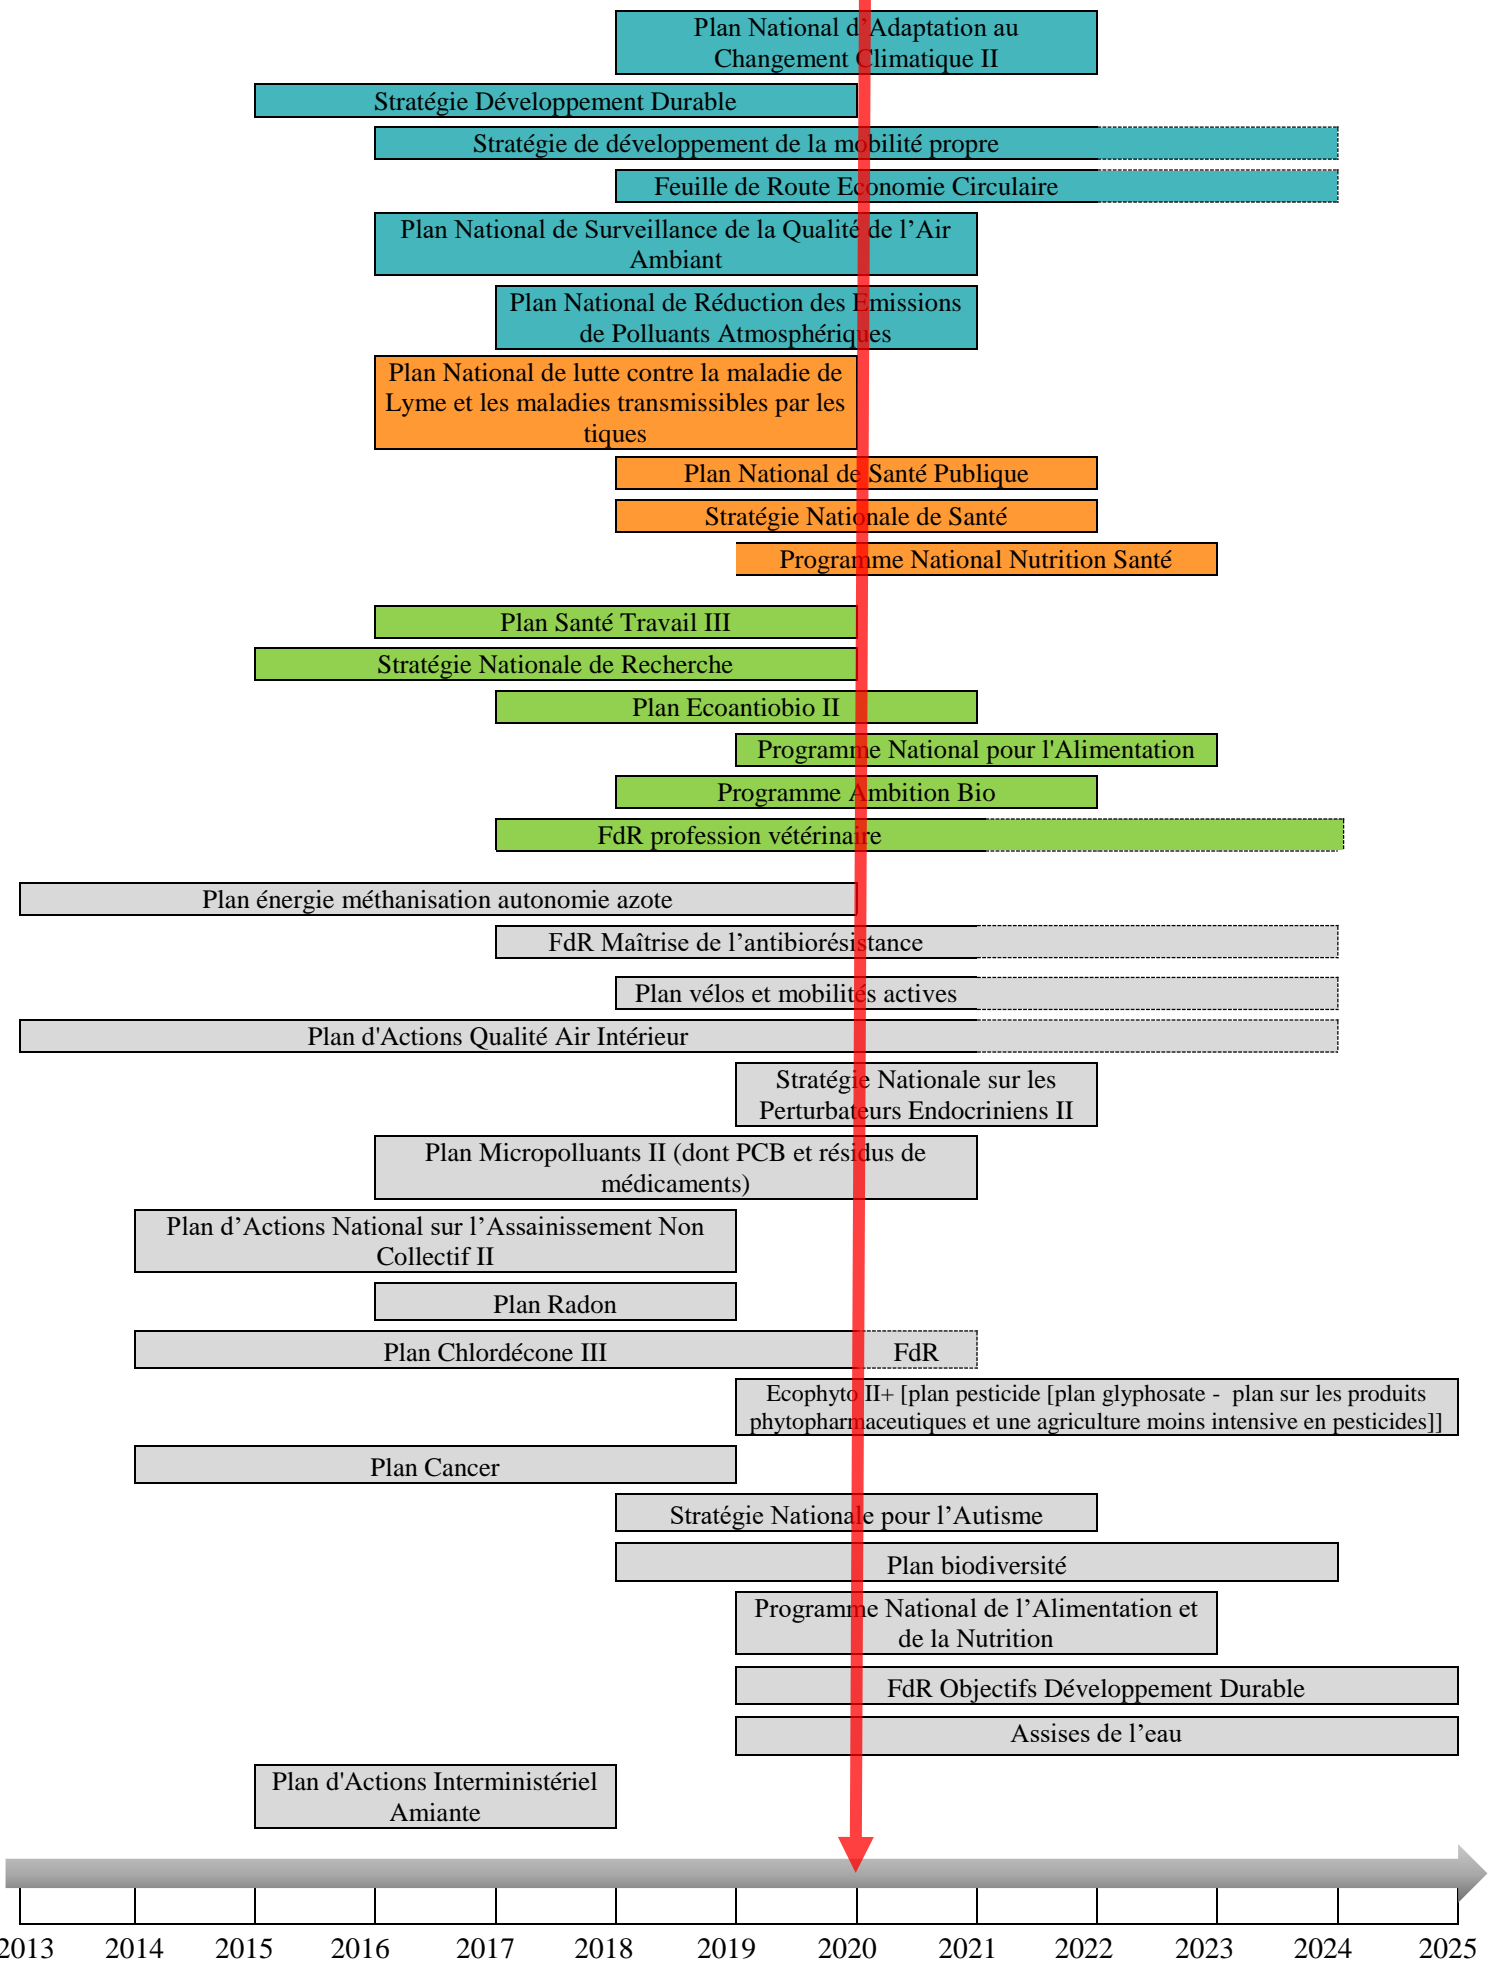 Plan National d’Adaptation au
Changement Climatique II
Stratégie Développement Durable
Stratégie de développement de la mobilité propre
Feuille de Route Economie Circulaire
Plan National de Surveillance de la Qualité de l’Air
Ambiant
Plan National de Réduction des Emissions
de Polluants Atmosphériques
Plan National de lutte contre la maladie de
Lyme et les maladies transmissibles par les
tiques
Plan National de Santé Publique
Stratégie Nationale de Santé
Programme National Nutrition Santé
Plan Santé Travail III
Stratégie Nationale de Recherche
Plan Ecoantiobio II
Programme National pour l'Alimentation
Programme Ambition Bio
FdR profession vétérinaire
Plan énergie méthanisation autonomie azote
FdR Maîtrise de l’antibiorésistance
Plan vélos et mobilités actives
Plan d'Actions Qualité Air Intérieur
Stratégie Nationale sur les
Perturbateurs Endocriniens II
Plan Micropolluants II (dont PCB et résidus de
médicaments)
Plan d’Actions National sur l’Assainissement Non
Collectif II
Plan Radon
Plan Chlordécone III FdR
Ecophyto II+ [plan pesticide [plan glyphosate - plan sur les produits
phytopharmaceutiques et une agriculture moins intensive en pesticides]]
Plan Cancer
Stratégie Nationale pour l’Autisme
Plan biodiversité
Programme National de l’Alimentation et
de la Nutrition
FdR Objectifs Développement Durable
Assises de l’eau
Plan d'Actions Interministériel
Amiante
2013 2014 2015 2016 2017 2018 2019 2020 2021 2022 2023 2024 2025